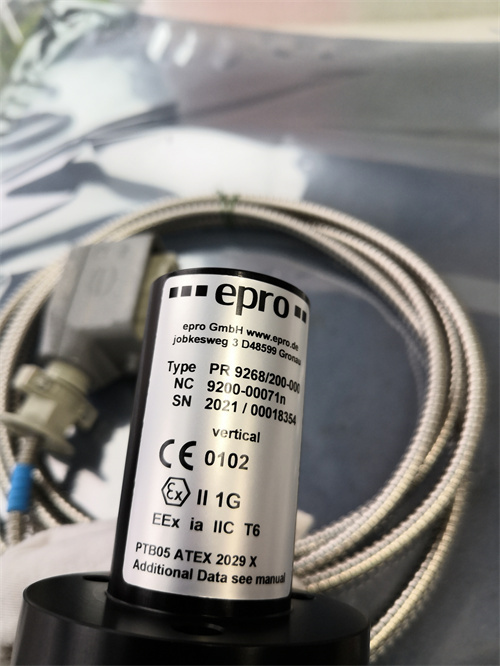 epro
epro GmbH www.epro.de
jobkesweg 3 D48599 Gronau
Type PR 9268/200-000
NC 9200-00071n
SN 2021 / 00018354
vertical
CE 0102
Ex II 1G
EEx ia IIC T6
PTB05 ATEX 2029 X
Additional Data see manual